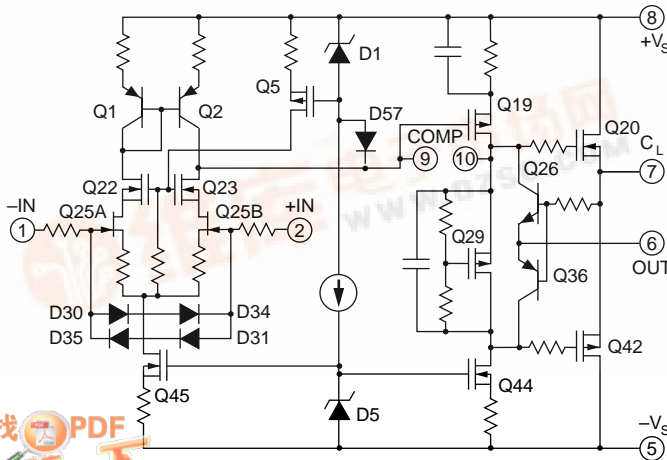 8
+Vs
D1
Q5
Q1
Q2
Q19
D57
COMP
9
10
Q20
CL
7
Q26
Q22
Q23
–IN
1
Q25A
Q25B
+IN
2
Q29
6
OUT
Q36
D30
D34
D35
D31
Q42
Q45
Q44
D5
–Vs
5
找
PDF